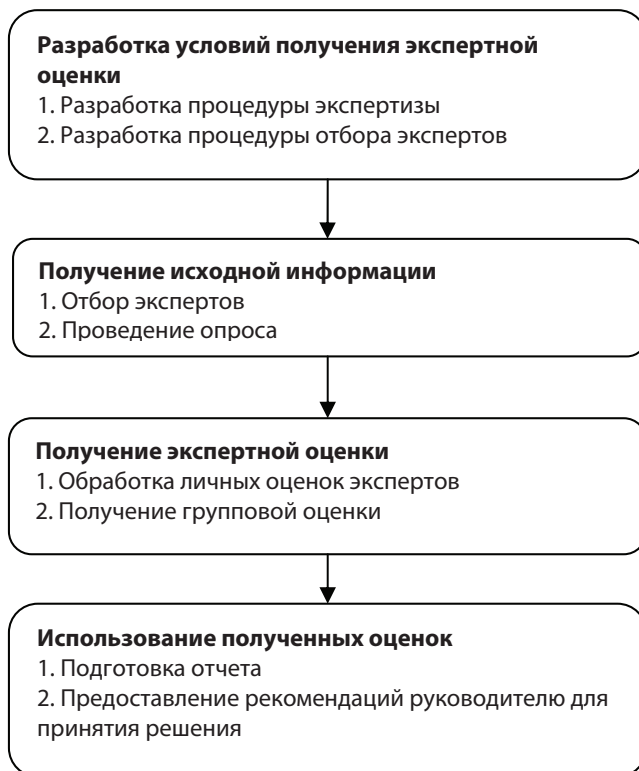 Разработка условий получения экспертной
оценки
1. Разработка процедуры экспертизы
2. Разработка процедуры отбора экспертов
Получение исходной информации
1. Отбор экспертов
2. Проведение опроса
Получение экспертной оценки
1. Обработка личных оценок экспертов
2. Получение групповой оценки
Использование полученных оценок
1. Подготовка отчета
2. Предоставление рекомендаций руководителю для
принятия решения